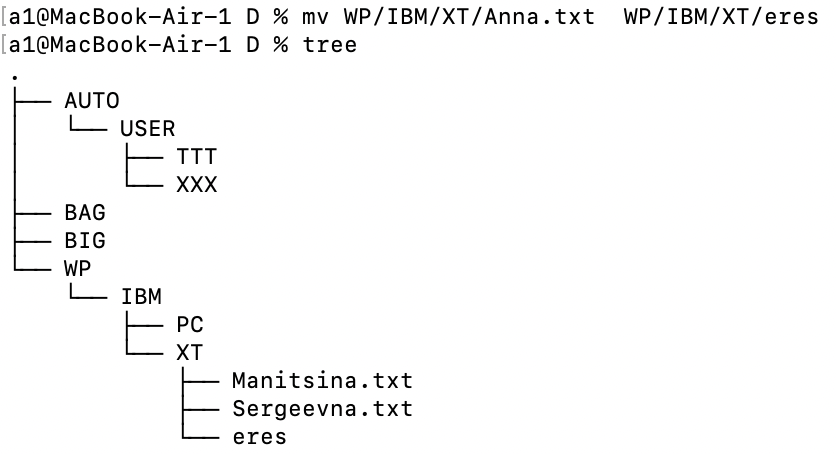 [a1@MacBook-Air-1 D % mv WP/IBM/XT/Anna.txt  WP/IBM/XT/eres
[a1@MacBook-Air-1 D % tree
.
├── AUTO
│   └── USER
│       ├── TTT
│       └── XXX
├── BAG
├── BIG
└── WP
    └── IBM
        ├── PC
        └── XT
            ├── Manitsina.txt
            ├── Sergeevna.txt
            └── eres